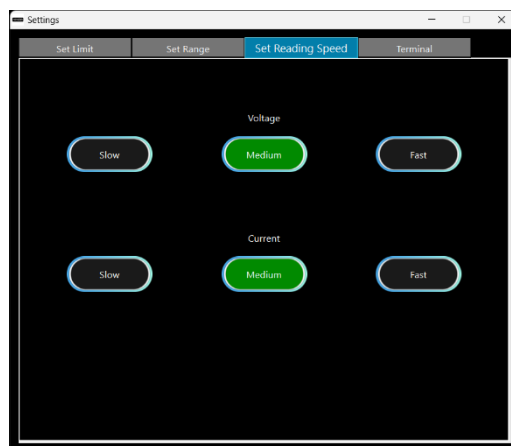 Settings
Set Limit Set Range Set Reading Speed Terminal
Voltage
Slow Medium Fast
Current
Slow Medium Fast